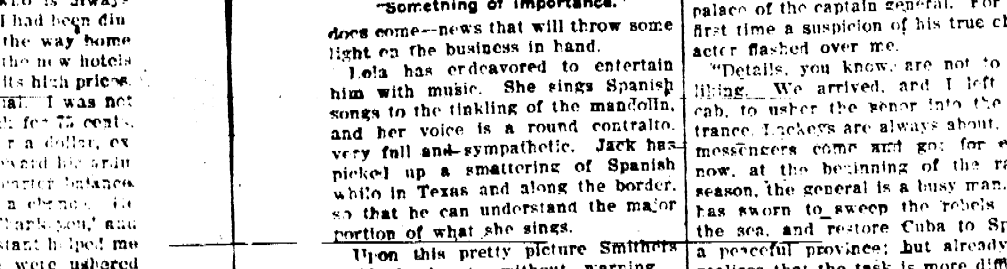 I had been din
the way home
the new hotels
its high prices.
I was not
k for 75 cents.
r a dollar, ex
a change.
Thank you,' and
stant helped me
were ushered
"Something of importance."
does come—news that will throw some
light on the business in hand.
Lola has endeavored to entertain
him with music. She sings Spanish
songs to the tinkling of the mandolin,
and her voice is a round contralto,
very full and sympathetic. Jack has
picked up a smattering of Spanish
while in Texas and along the border,
so that he can understand the major
portion of what she sings.
Upon this pretty picture Smithers
without warning
palace of the captain general. For
first time a suspicion of his true ch
acter flashed over me.
"Details, you know, are not to
liking. We arrived, and I left
cab, to usher the senor into the
trance. Lackeys are always about,
messengers come and go; for e
now, at the beginning of the ra
season, the general is a busy man.
has sworn to sweep the rebels
the sea, and restore Cuba to Sp
a peaceful province; but already
realizes that the task is more diff